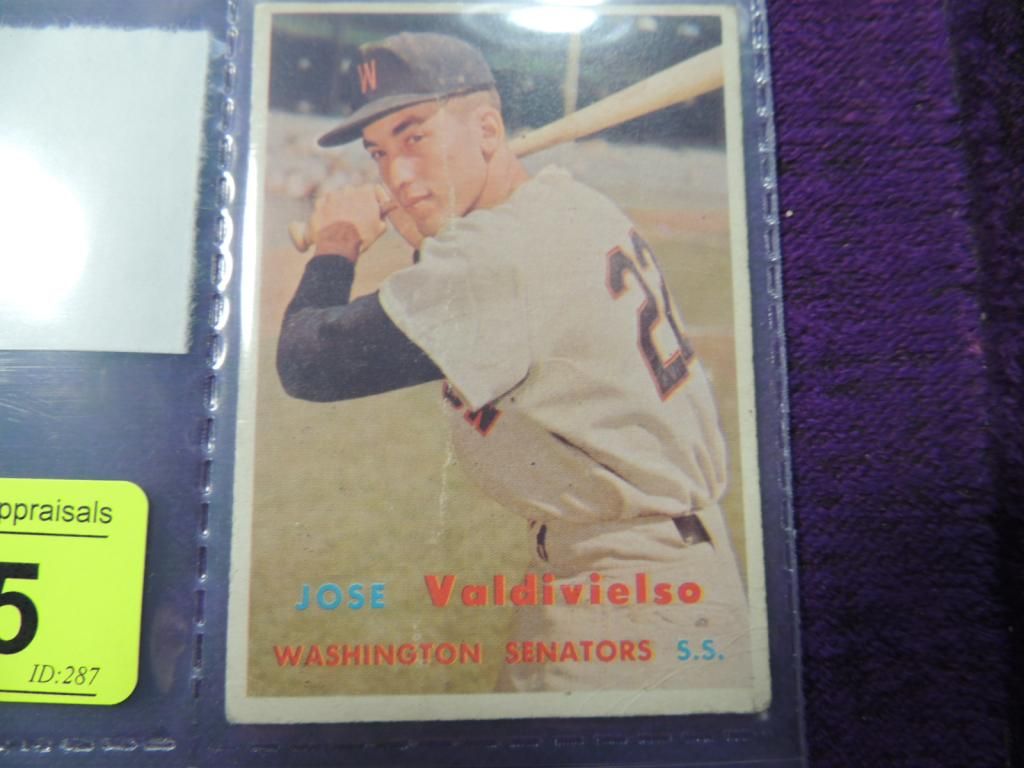 W
22
JOSE Valdivielso
WASHINGTON SENATORS S.S.
ppraisals
5
ID:287